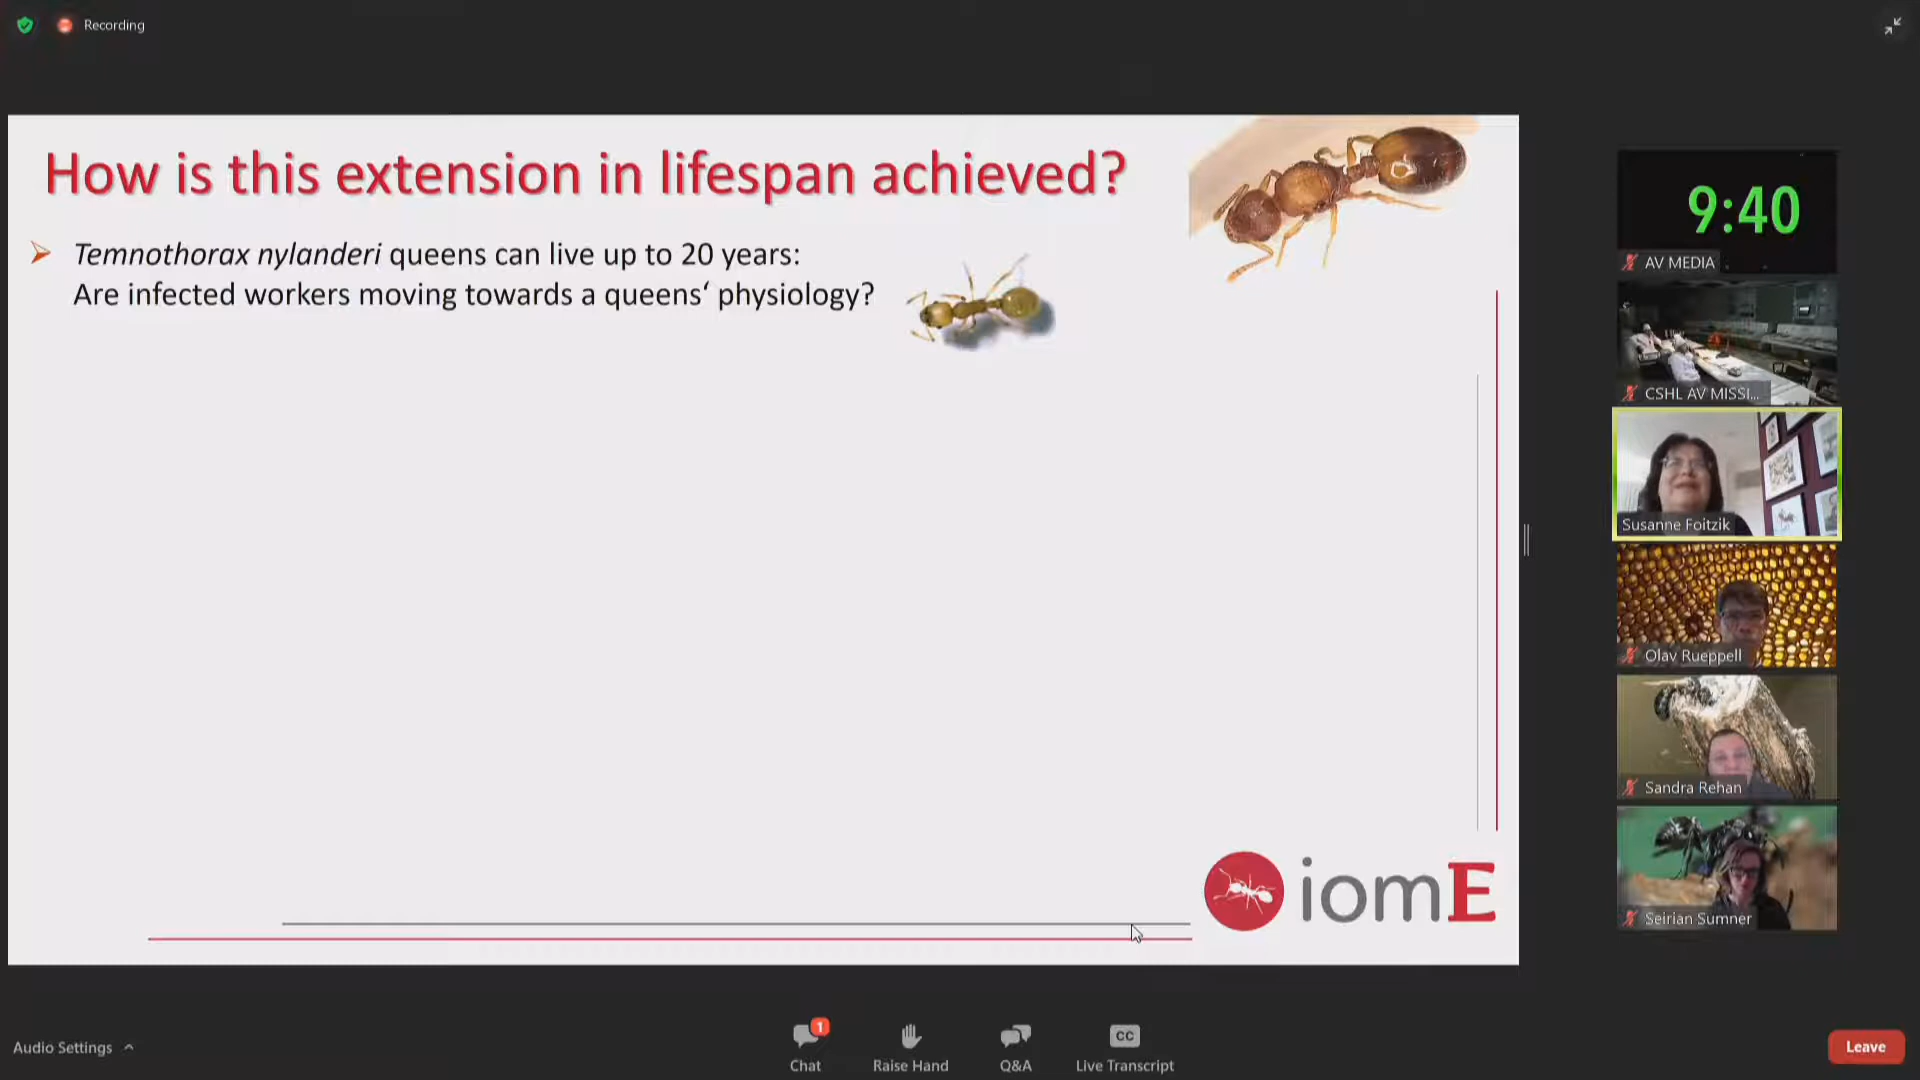 Recording
How is this extension in lifespan achieved?
Temnothorax nylanderi queens can live up to 20 years:
Are infected workers moving towards a queens‘ physiology?
iomE
9:40
AV MEDIA
CSHL AV MISSI...
Susanne Foitzik
Olav Rueppell
Sandra Rehan
Seirian Sumner
Audio Settings
1
Chat
Raise Hand
Q&A
CC
Live Transcript
Leave